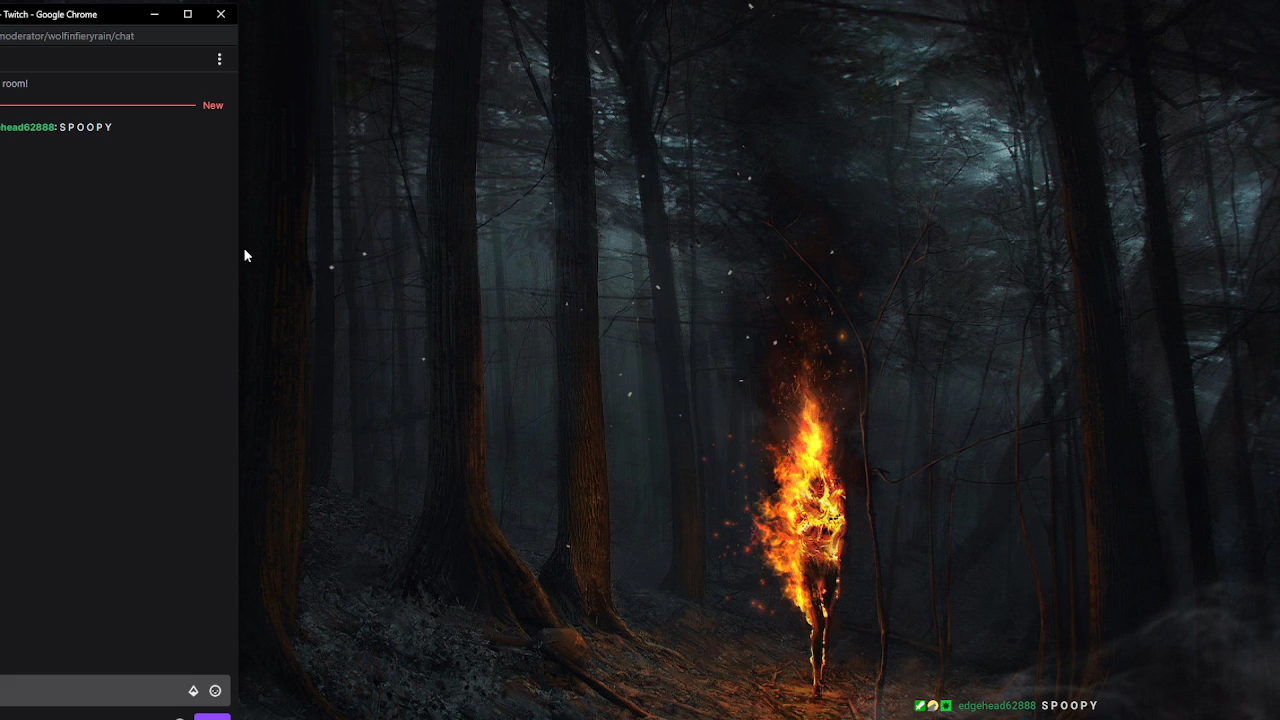 - Twitch - Google Chrome
moderator/wolfinfieryrain/chat
room!
New
head62888: S P O O P Y
edgehead62888 S P O O P Y